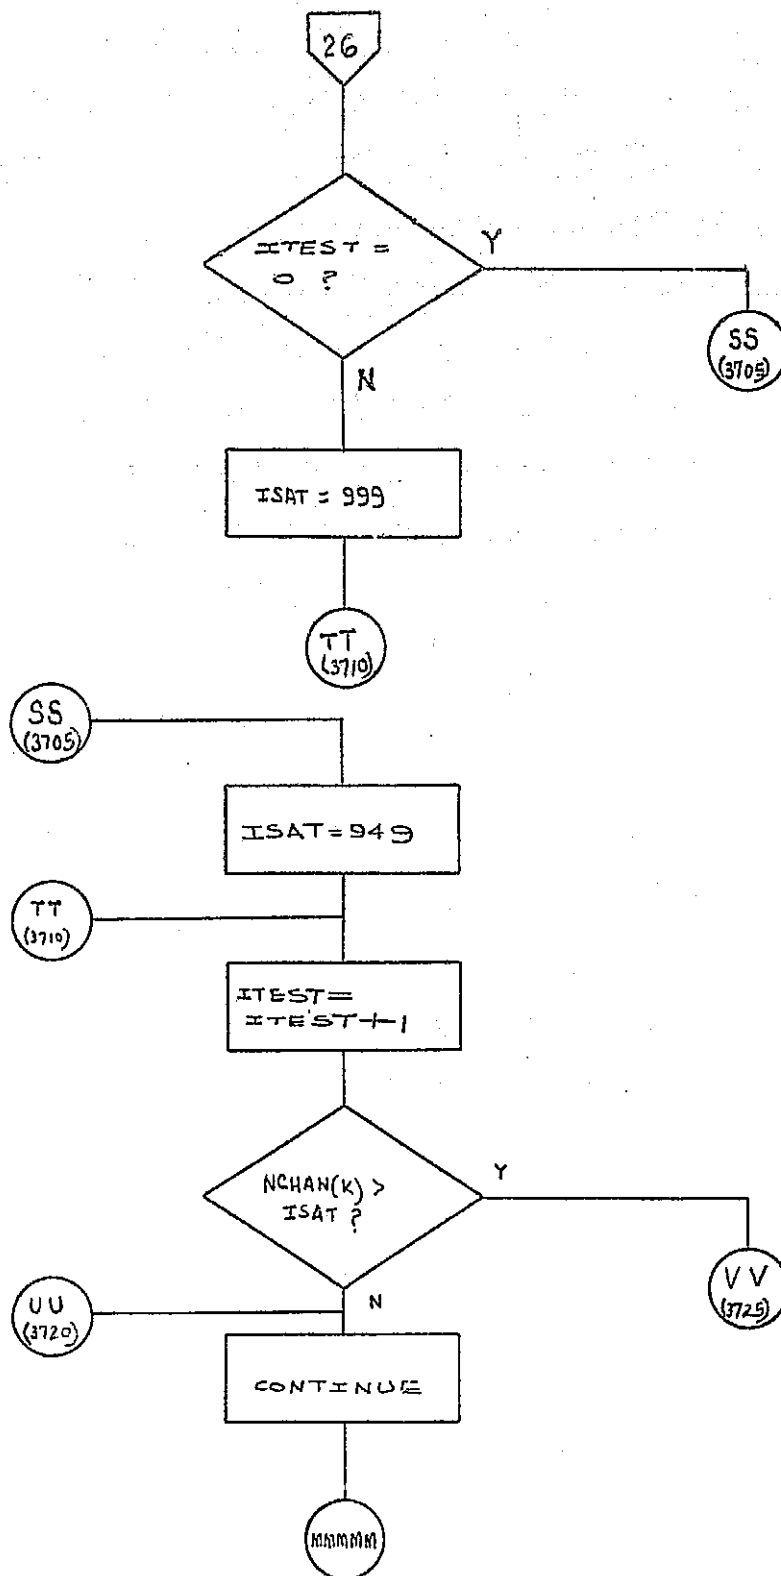 26
ITEST =
0 ?
Y
SS
(3705)
N
ISAT = 999
TT
(3710)
SS
(3705)
ISAT = 949
TT
(3710)
ITEST =
ITEST + 1
NCHAN(K) >
ISAT ?
Y
VV
(3725)
N
UU
(3720)
CONTINUE
MMMMM